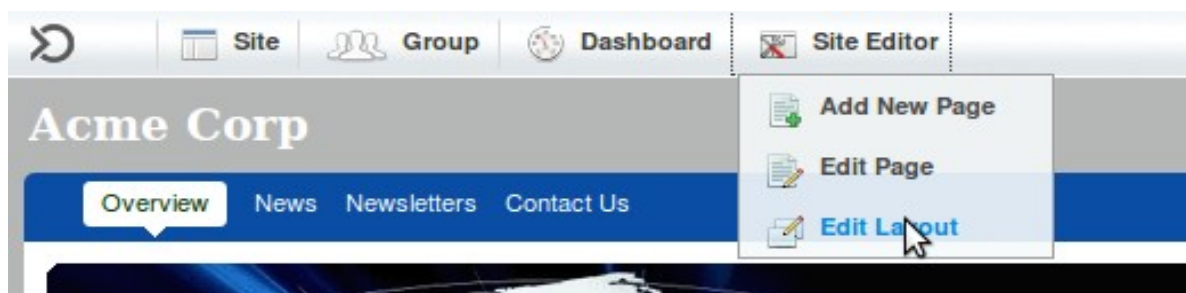 Site Group Dashboard Site Editor
Add New Page
Acme Corp
Edit Page
Overview News Newsletters Contact Us
Edit Layout